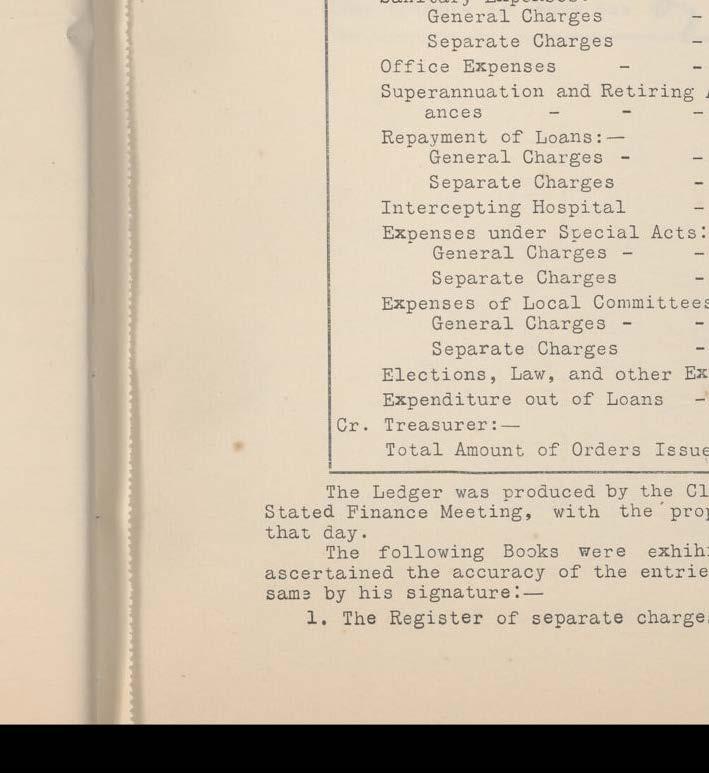 General Charges -
Separate Charges -
Office Expenses - -
Superannuation and Retiring
ances - - -
Repayment of Loans:—
General Charges - -
Separate Charges -
Intercepting Hospital -
Expenses under Special Acts:
General Charges - -
Separate Charges -
Expenses of Local Committees
General Charges - -
Separate Charges -
Elections, Law, and other Ex
Expenditure out of Loans -
Cr. Treasurer:—
Total Amount of Orders Issue
The Ledger was produced by the Cl
Stated Finance Meeting, with the prop
that day.
The following Books were exhib
ascertained the accuracy of the entrie
same by his signature:—
1. The Register of separate charge